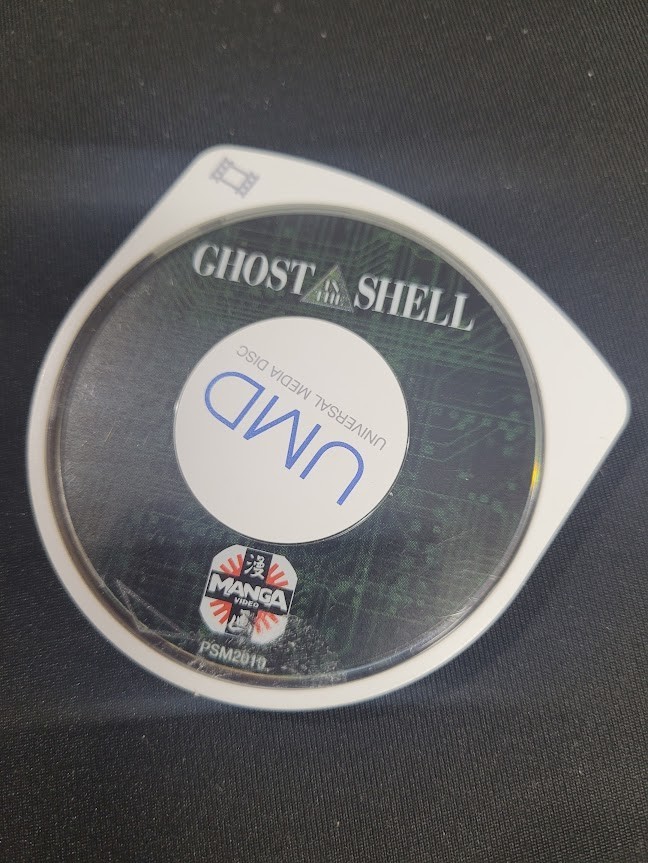 GHOST IN THE SHELL
UMD
UNIVERSAL MEDIA DISC
漫
MANGA
VIDEO
画
PSM2010